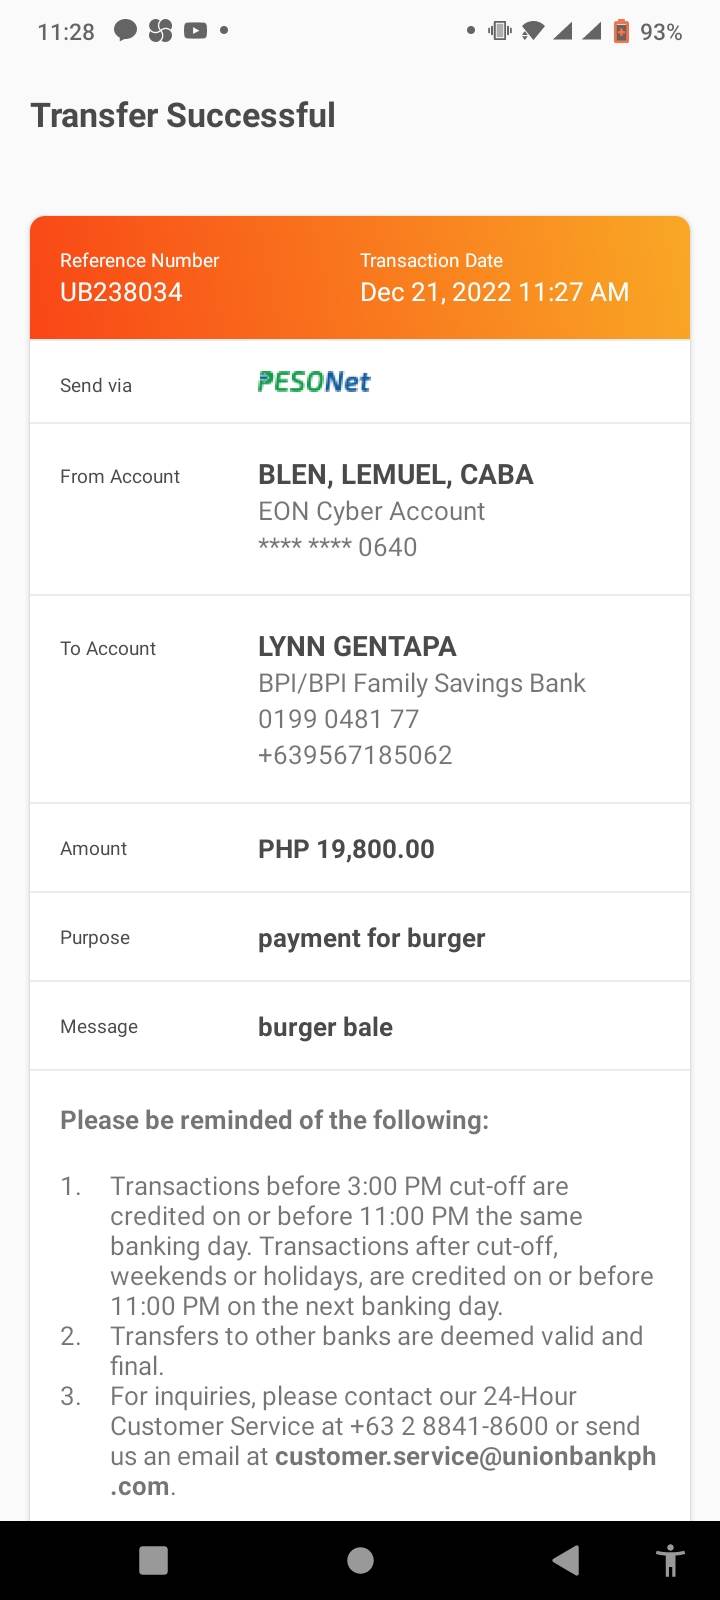 11:28
93%
Transfer Successful
Reference Number
UB238034
Transaction Date
Dec 21, 2022 11:27 AM
Send via
PESONet
From Account
BLEN, LEMUEL, CABA
EON Cyber Account
**** **** 0640
To Account
LYNN GENTAPA
BPI/BPI Family Savings Bank
0199 0481 77
+639567185062
Amount
PHP 19,800.00
Purpose
payment for burger
Message
burger bale
Please be reminded of the following:
1. Transactions before 3:00 PM cut-off are
credited on or before 11:00 PM the same
banking day. Transactions after cut-off,
weekends or holidays, are credited on or before
11:00 PM on the next banking day.
2. Transfers to other banks are deemed valid and
final.
3. For inquiries, please contact our 24-Hour
Customer Service at +63 2 8841-8600 or send
us an email at customer.service@unionbankph
.com.